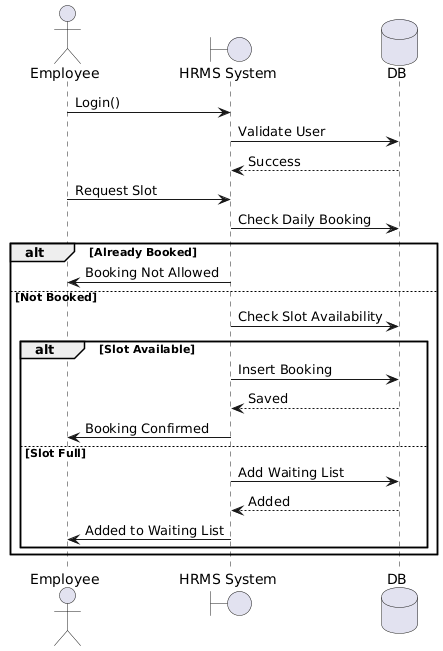 Employee
HRMS System
DB
Login()
Validate User
Success
Request Slot
Check Daily Booking
alt [Already Booked]
Booking Not Allowed
[Not Booked]
Check Slot Availability
alt [Slot Available]
Insert Booking
Saved
Booking Confirmed
[Slot Full]
Add Waiting List
Added
Added to Waiting List
Employee
HRMS System
DB